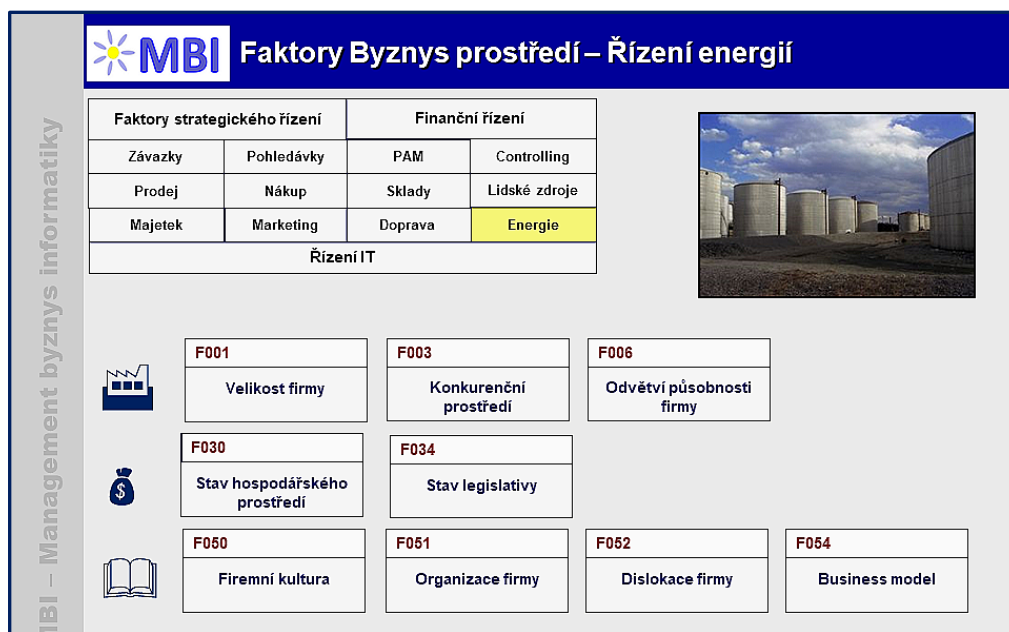 MBI
Faktory Byznys prostředí – Řízení energií
MBI – Management byznys informatiky
Faktory strategického řízení
Finanční řízení
Závazky
Pohledávky
PAM
Controlling
Prodej
Nákup
Sklady
Lidské zdroje
Majetek
Marketing
Doprava
Energie
Řízení IT
F001
Velikost firmy
F003
Konkurenční
prostředí
F006
Odvětví působnosti
firmy
F030
Stav hospodářského
prostředí
$
F034
Stav legislativy
F050
Firemní kultura
F051
Organizace firmy
F052
Dislokace firmy
F054
Business model